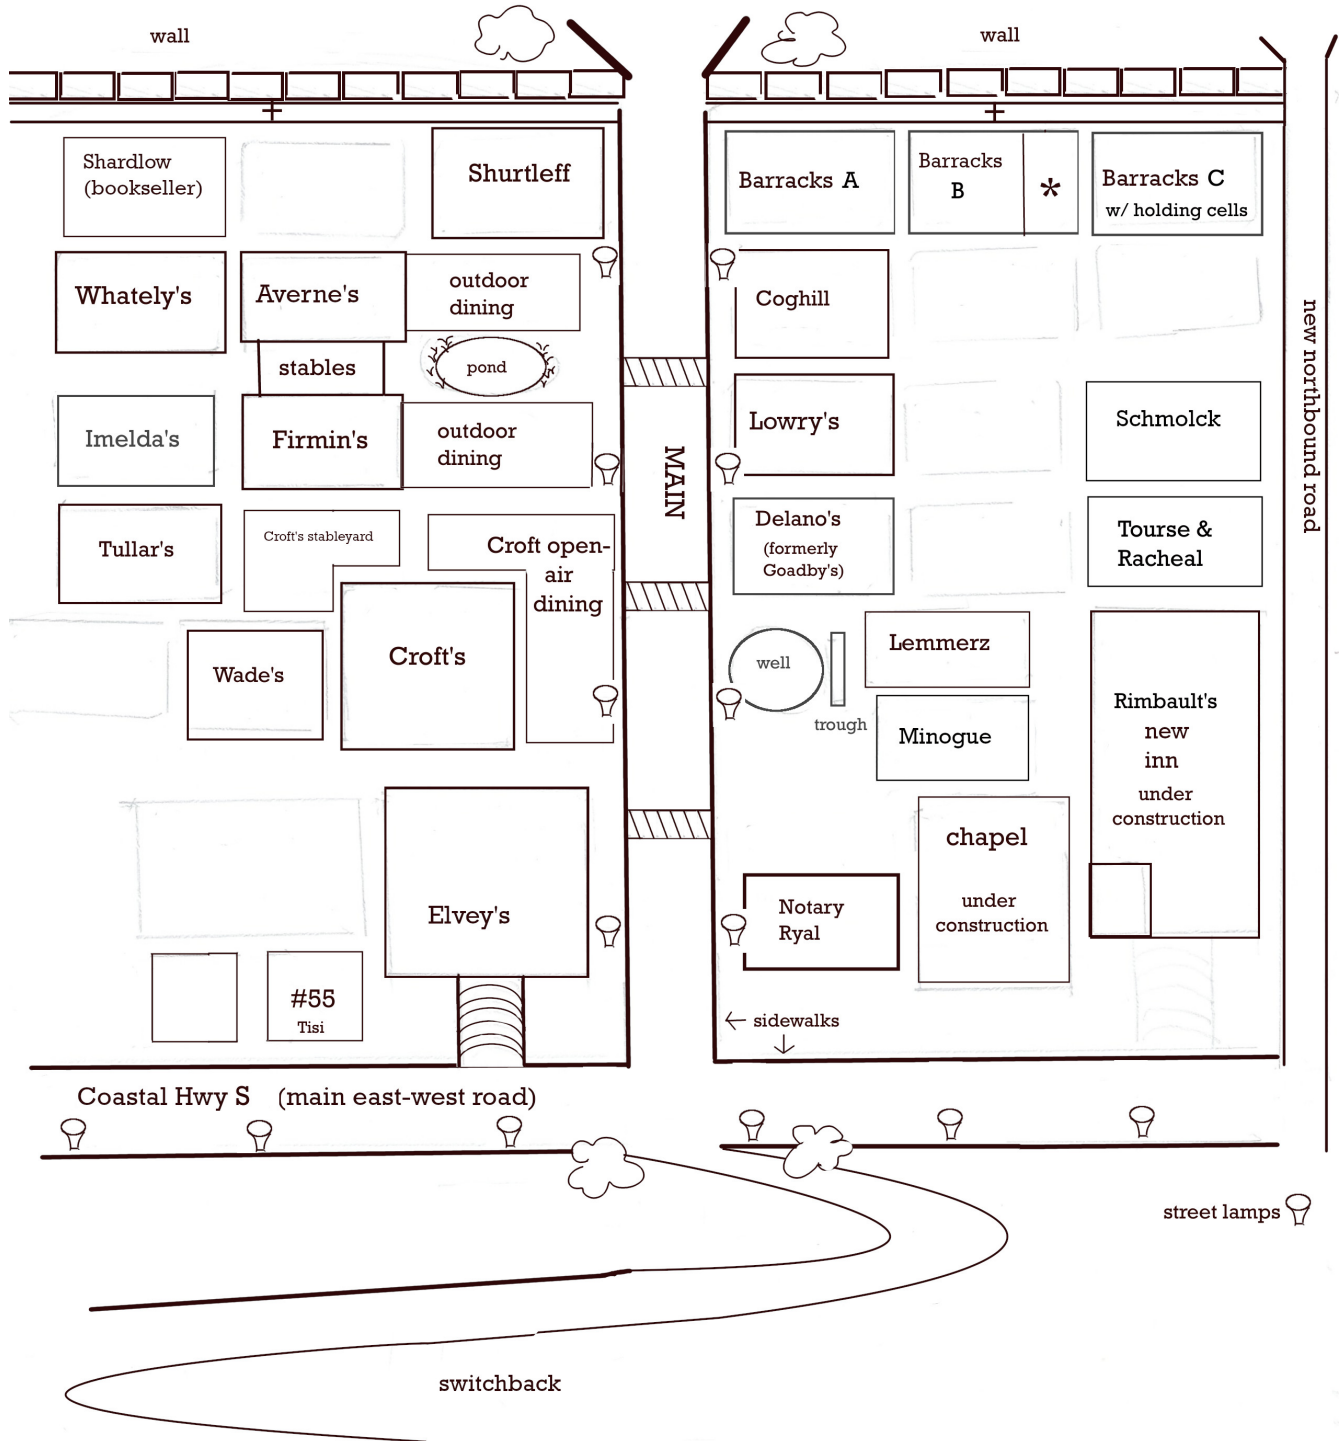 wall
wall
Shardlow
(bookseller)
Shurtleff
Barracks A
Barracks
B
*
Barracks C
w/ holding cells
Whately's
Averne's
outdoor
dining
Coghill
stables
pond
new northbound road
Imelda's
Firmin's
outdoor
dining
MAIN
Lowry's
Schmolck
Tullar's
Croft's stableyard
Croft open-
air
dining
Delano's
(formerly
Goadby's)
Tourse &
Racheal
Wade's
Croft's
well
trough
Lemmerz
Minogue
Rimbault's
new
inn
under
construction
chapel
under
construction
Elvey's
Notary
Ryal
#55
Tisi
← sidewalks
↓
Coastal Hwy S (main east-west road)
street lamps
switchback